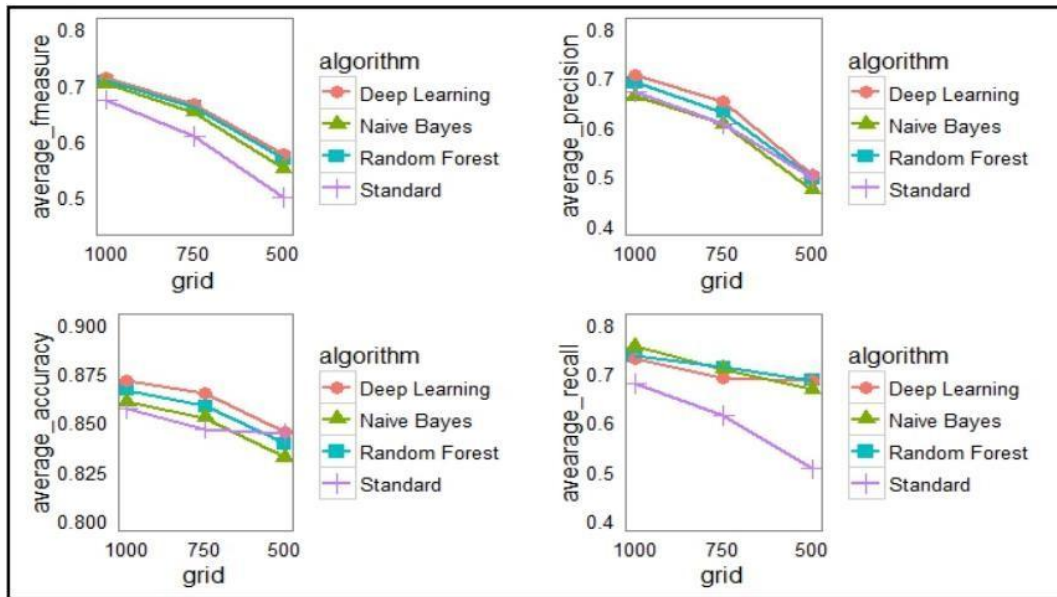 average_fmeasure
0.8
0.7
0.6
0.5
1000 750 500
grid
algorithm
Deep Learning
Naive Bayes
Random Forest
Standard
average_precision
0.8
0.7
0.6
0.5
0.4
1000 750 500
grid
algorithm
Deep Learning
Naive Bayes
Random Forest
Standard
average_accuracy
0.900
0.875
0.850
0.825
0.800
1000 750 500
grid
algorithm
Deep Learning
Naive Bayes
Random Forest
Standard
avearage_recall
0.8
0.7
0.6
0.5
0.4
1000 750 500
grid
algorithm
Deep Learning
Naive Bayes
Random Forest
Standard